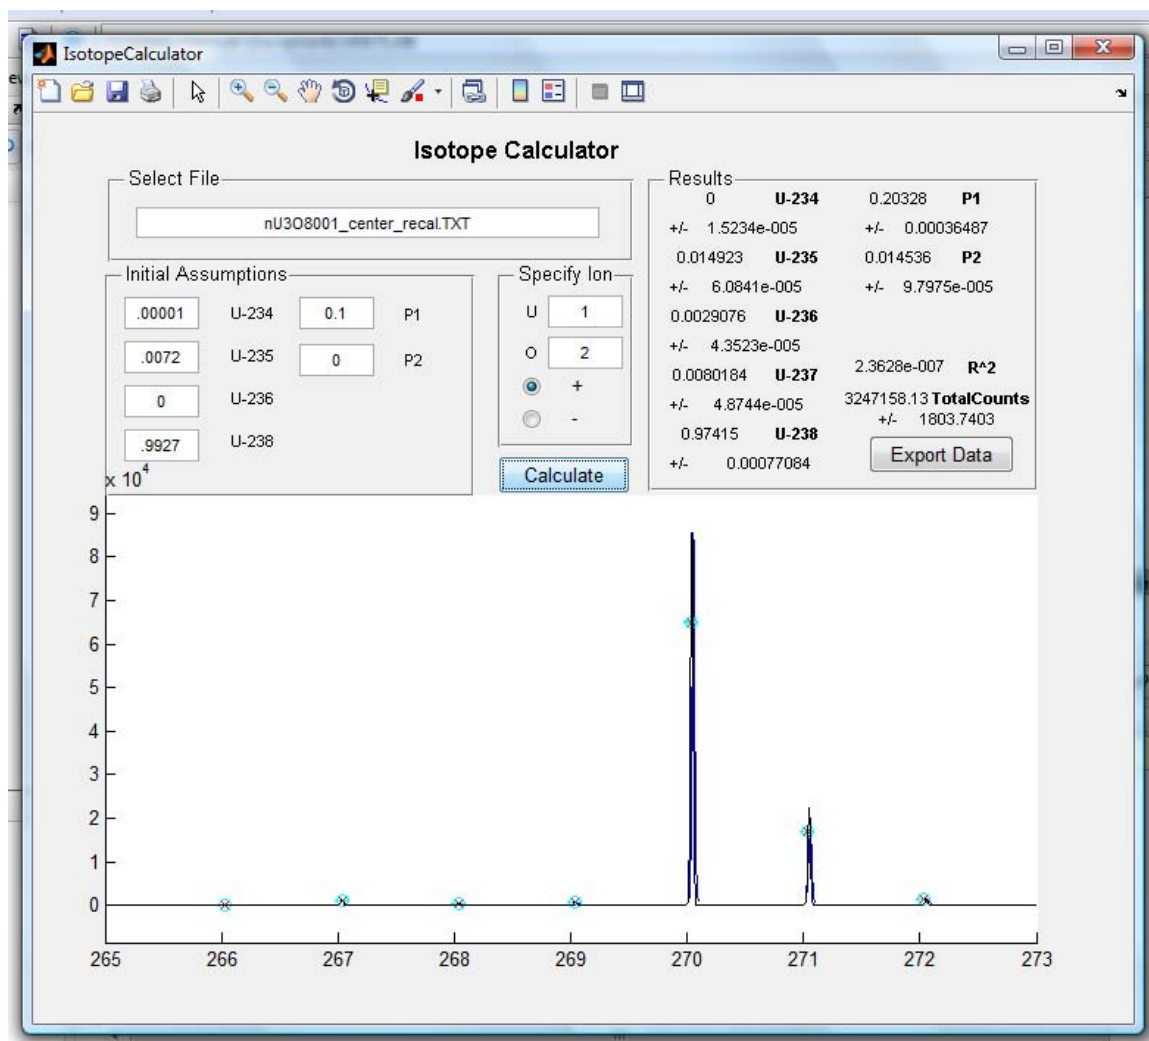 IsotopeCalculator
Isotope Calculator
Select File
nU3O8001_center_recal.TXT
Initial Assumptions
.00001 U-234 0.1 P1
.0072 U-235 0 P2
0 U-236
.9927 U-238
Specify Ion
U 1
O 2
+
-
Calculate
Results
0 U-234 0.20328 P1
+/- 1.5234e-005 +/- 0.00036487
0.014923 U-235 0.014536 P2
+/- 6.0841e-005 +/- 9.7975e-005
0.0029076 U-236
+/- 4.3523e-005
0.0080184 U-237 2.3628e-007 R^2
+/- 4.8744e-005 3247158.13 TotalCounts
+/- 1803.7403
0.97415 U-238
+/- 0.00077084
Export Data
x 10^4
9
8
7
6
5
4
3
2
1
0
265 266 267 268 269 270 271 272 273